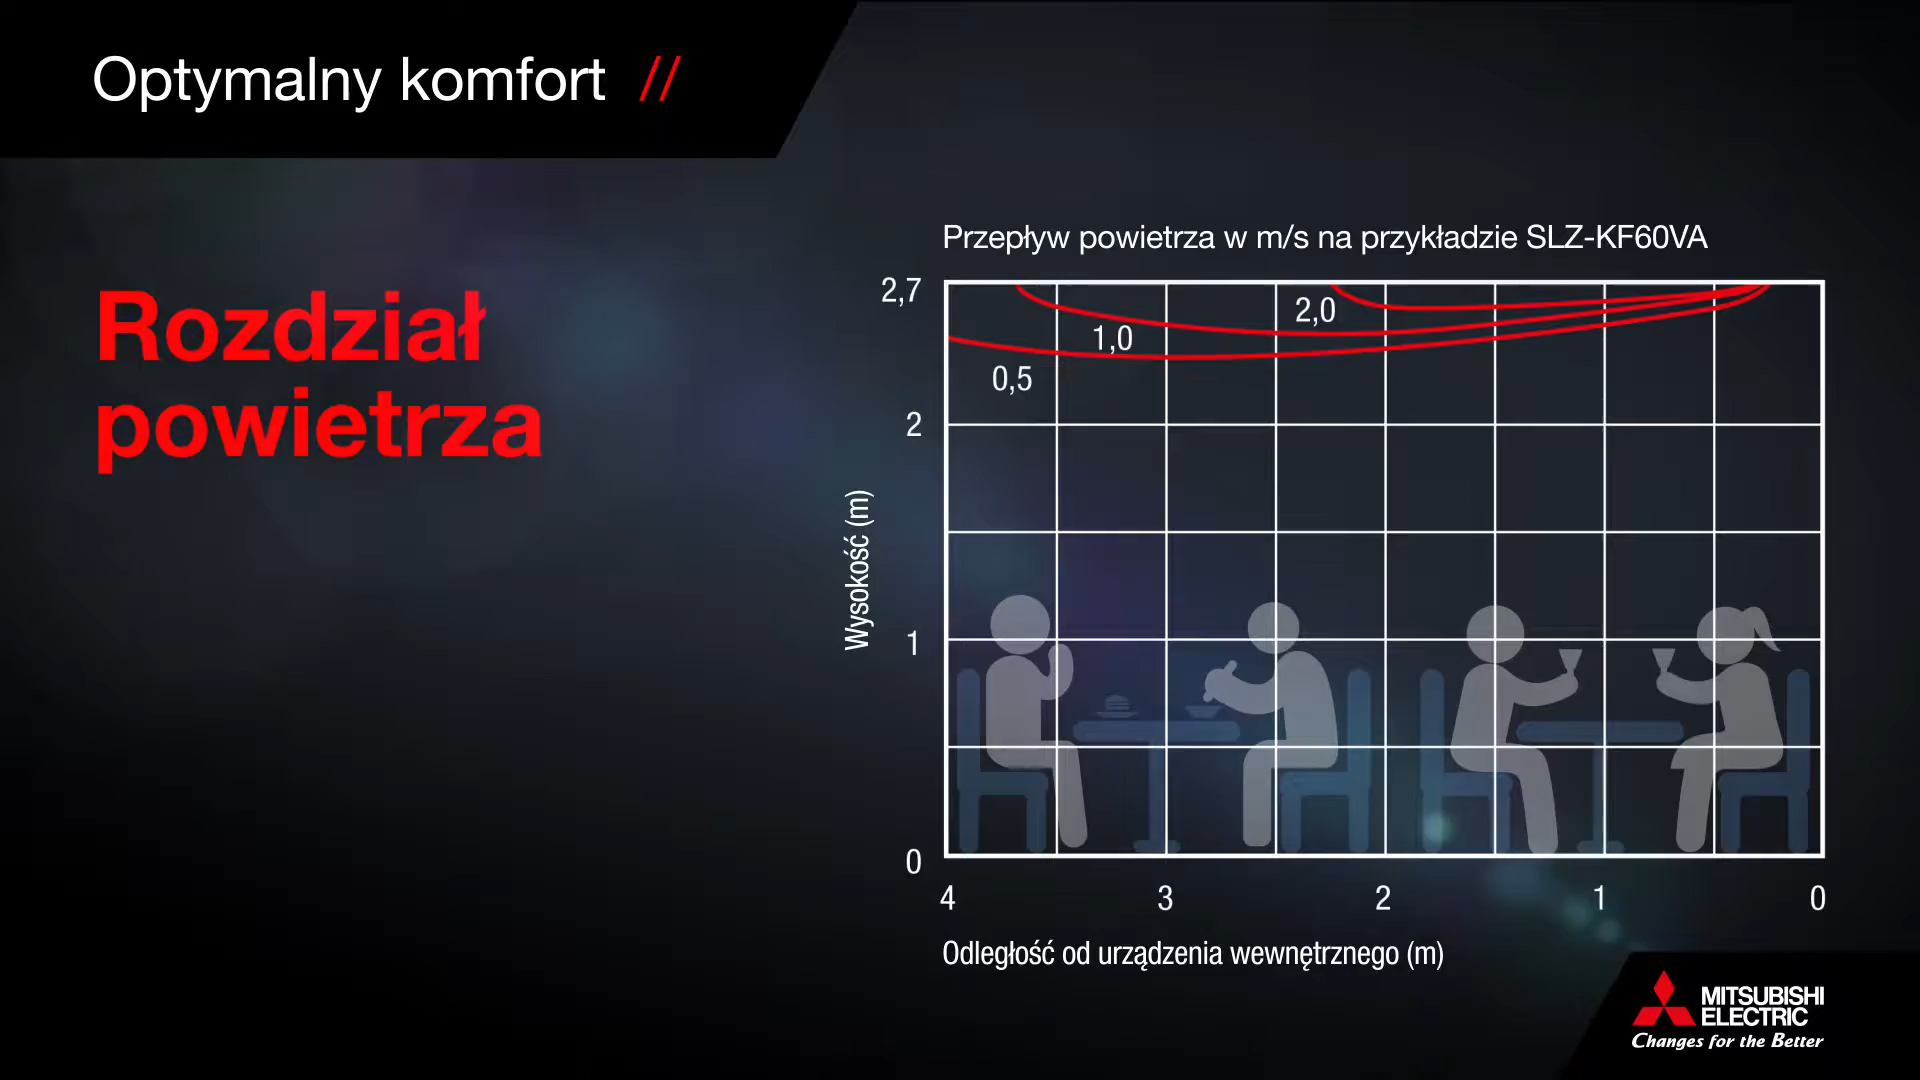 Optymalny komfort //
Rozdział
powietrza
Przepływ powietrza w m/s na przykładzie SLZ-KF60VA
2,7
2,0
1,0
0,5
2
Wysokość (m)
1
0
4 3 2 1 0
Odległość od urządzenia wewnętrznego (m)
MITSUBISHI
ELECTRIC
Changes for the Better